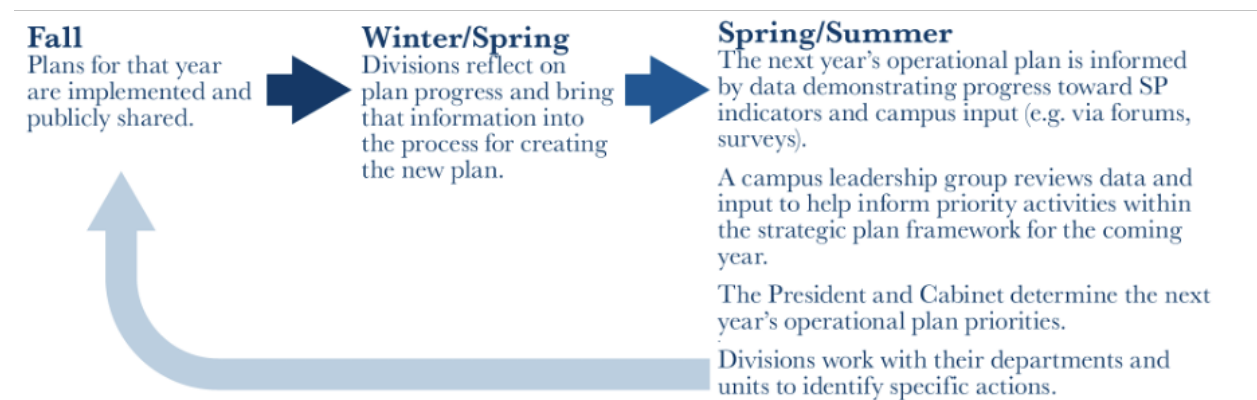 Fall
Plans for that year
are implemented and
publicly shared.
Winter/Spring
Divisions reflect on
plan progress and bring
that information into
the process for creating
the new plan.
Spring/Summer
The next year’s operational plan is informed
by data demonstrating progress toward SP
indicators and campus input (e.g. via forums,
surveys).
A campus leadership group reviews data and
input to help inform priority activities within
the strategic plan framework for the coming
year.
The President and Cabinet determine the next
year’s operational plan priorities.
Divisions work with their departments and
units to identify specific actions.